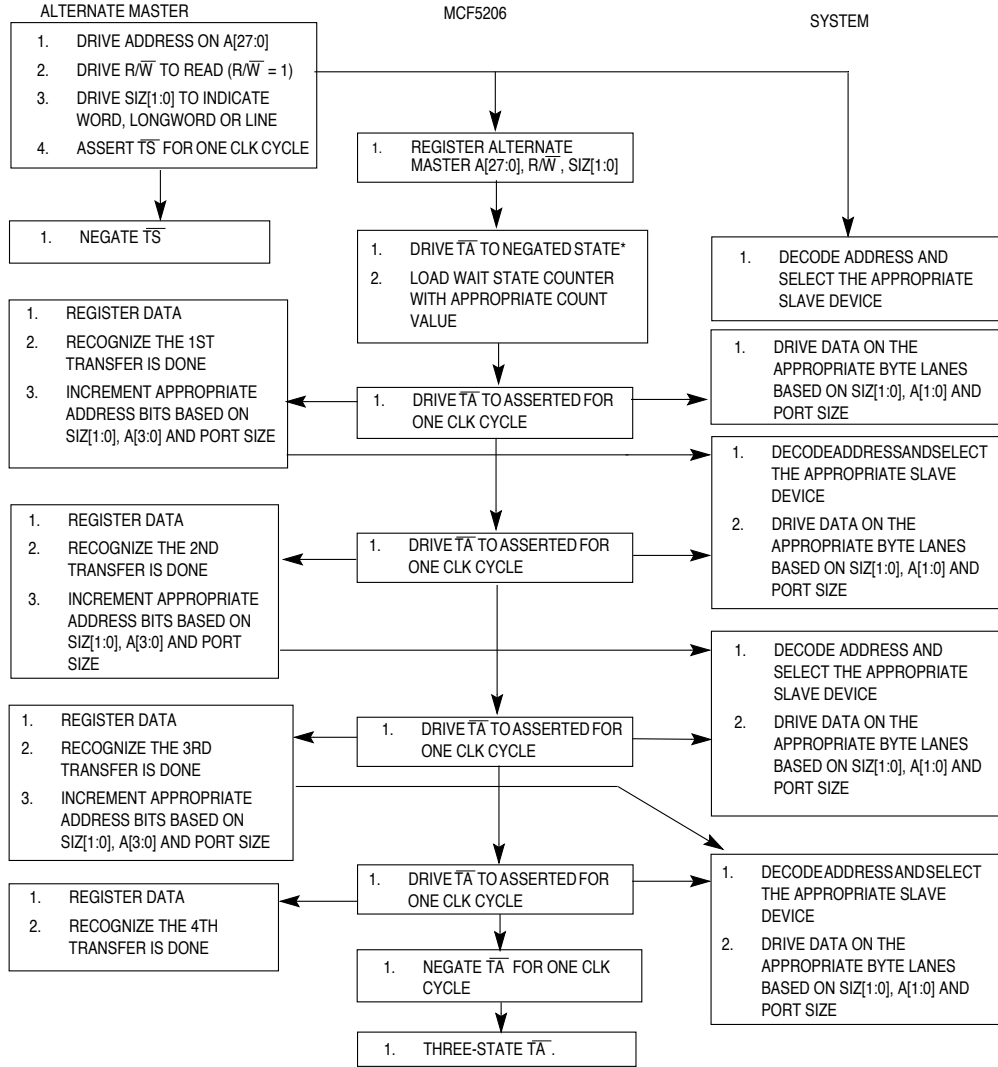 ALTERNATE MASTER
MCF5206
SYSTEM
1. DRIVE ADDRESS ON A[27:0]
2. DRIVE R/W̅ TO READ (R/W̅ = 1)
3. DRIVE SIZ[1:0] TO INDICATE
WORD, LONGWORD OR LINE
4. ASSERT T̅S̅ FOR ONE CLK CYCLE
1. REGISTER ALTERNATE
MASTER A[27:0], R/W̅, SIZ[1:0]
1. NEGATE T̅S̅
1. DRIVE T̅A̅ TO NEGATED STATE*
2. LOAD WAIT STATE COUNTER
WITH APPROPRIATE COUNT
VALUE
1. DECODE ADDRESS AND
SELECT THE APPROPRIATE
SLAVE DEVICE
1. REGISTER DATA
2. RECOGNIZE THE 1ST
TRANSFER IS DONE
3. INCREMENT APPROPRIATE
ADDRESS BITS BASED ON
SIZ[1:0], A[3:0] AND PORT SIZE
1. DRIVE T̅A̅ TO ASSERTED FOR
ONE CLK CYCLE
1. DRIVE DATA ON THE
APPROPRIATE BYTE LANES
BASED ON SIZ[1:0], A[1:0] AND
PORT SIZE
1. DECODE ADDRESS AND SELECT
THE APPROPRIATE SLAVE
DEVICE
2. DRIVE DATA ON THE
APPROPRIATE BYTE LANES
BASED ON SIZ[1:0], A[1:0] AND
PORT SIZE
1. REGISTER DATA
2. RECOGNIZE THE 2ND
TRANSFER IS DONE
3. INCREMENT APPROPRIATE
ADDRESS BITS BASED ON
SIZ[1:0], A[3:0] AND PORT
SIZE
1. DRIVE T̅A̅ TO ASSERTED FOR
ONE CLK CYCLE
1. DECODE ADDRESS AND
SELECT THE APPROPRIATE
SLAVE DEVICE
2. DRIVE DATA ON THE
APPROPRIATE BYTE LANES
BASED ON SIZ[1:0], A[1:0] AND
PORT SIZE
1. REGISTER DATA
2. RECOGNIZE THE 3RD
TRANSFER IS DONE
3. INCREMENT APPROPRIATE
ADDRESS BITS BASED ON
SIZ[1:0], A[3:0] AND PORT SIZE
1. DRIVE T̅A̅ TO ASSERTED FOR
ONE CLK CYCLE
1. DECODE ADDRESS AND SELECT
THE APPROPRIATE SLAVE
DEVICE
2. DRIVE DATA ON THE
APPROPRIATE BYTE LANES
BASED ON SIZ[1:0], A[1:0] AND
PORT SIZE
1. DRIVE T̅A̅ TO ASSERTED FOR
ONE CLK CYCLE
1. REGISTER DATA
2. RECOGNIZE THE 4TH
TRANSFER IS DONE
1. NEGATE T̅A̅ FOR ONE CLK
CYCLE
1. THREE-STATE T̅A̅ .